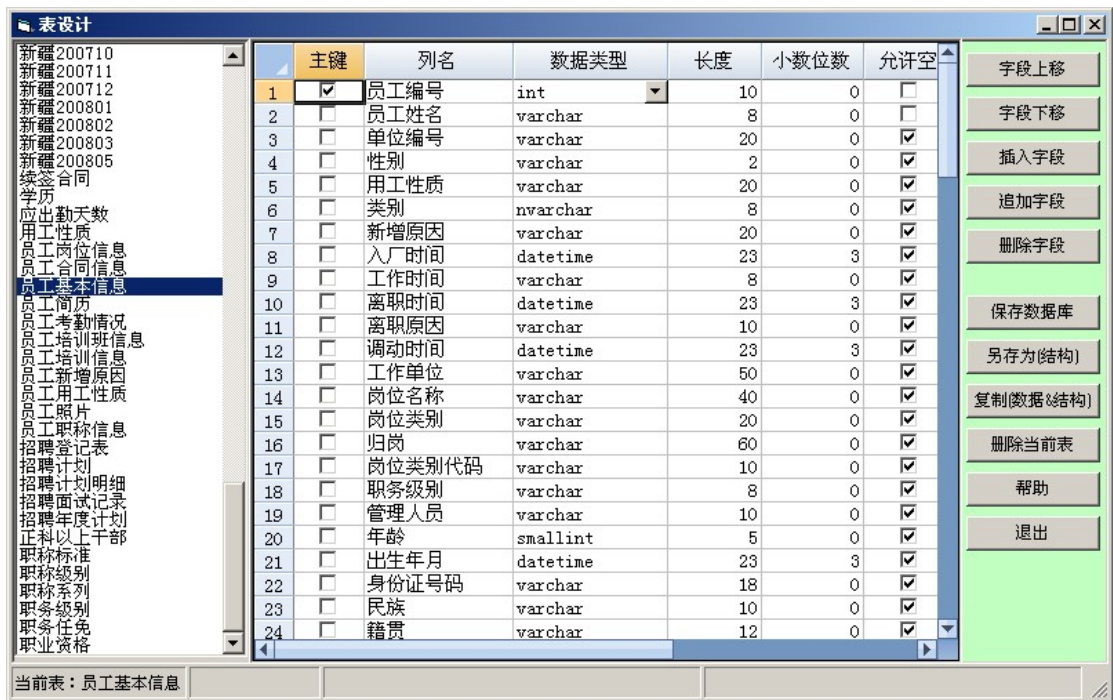 表设计
新疆200710
新疆200711
新疆200712
新疆200801
新疆200802
新疆200803
新疆200805
续签合同
学历
应出勤天数
用工性质
员工岗位信息
员工合同信息
员工基本信息
员工简历
员工考勤情况
员工培训班信息
员工培训信息
员工新增原因
员工用工性质
员工照片
员工职称信息
招聘登记表
招聘计划
招聘计划明细
招聘面试记录
招聘年度计划
正科以上干部
职称标准
职称级别
职称系列
职务级别
职务任免
职业资格
主键 列名 数据类型 长度 小数位数 允许空
1 员工编号 int 10 0
2 员工姓名 varchar 8 0
3 单位编号 varchar 20 0
4 性别 varchar 2 0
5 用工性质 varchar 20 0
6 类别 nvarchar 8 0
7 新增原因 varchar 20 0
8 入厂时间 datetime 23 3
9 工作时间 varchar 8 0
10 离职时间 datetime 23 3
11 离职原因 varchar 10 0
12 调动时间 datetime 23 3
13 工作单位 varchar 50 0
14 岗位名称 varchar 40 0
15 岗位类别 varchar 20 0
16 归岗 varchar 60 0
17 岗位类别代码 varchar 10 0
18 职务级别 varchar 8 0
19 管理人员 varchar 10 0
20 年龄 smallint 5 0
21 出生年月 datetime 23 3
22 身份证号码 varchar 18 0
23 民族 varchar 10 0
24 籍贯 varchar 12 0
字段上移
字段下移
插入字段
追加字段
删除字段
保存数据库
另存为(结构)
复制(数据&结构)
删除当前表
帮助
退出
当前表：员工基本信息